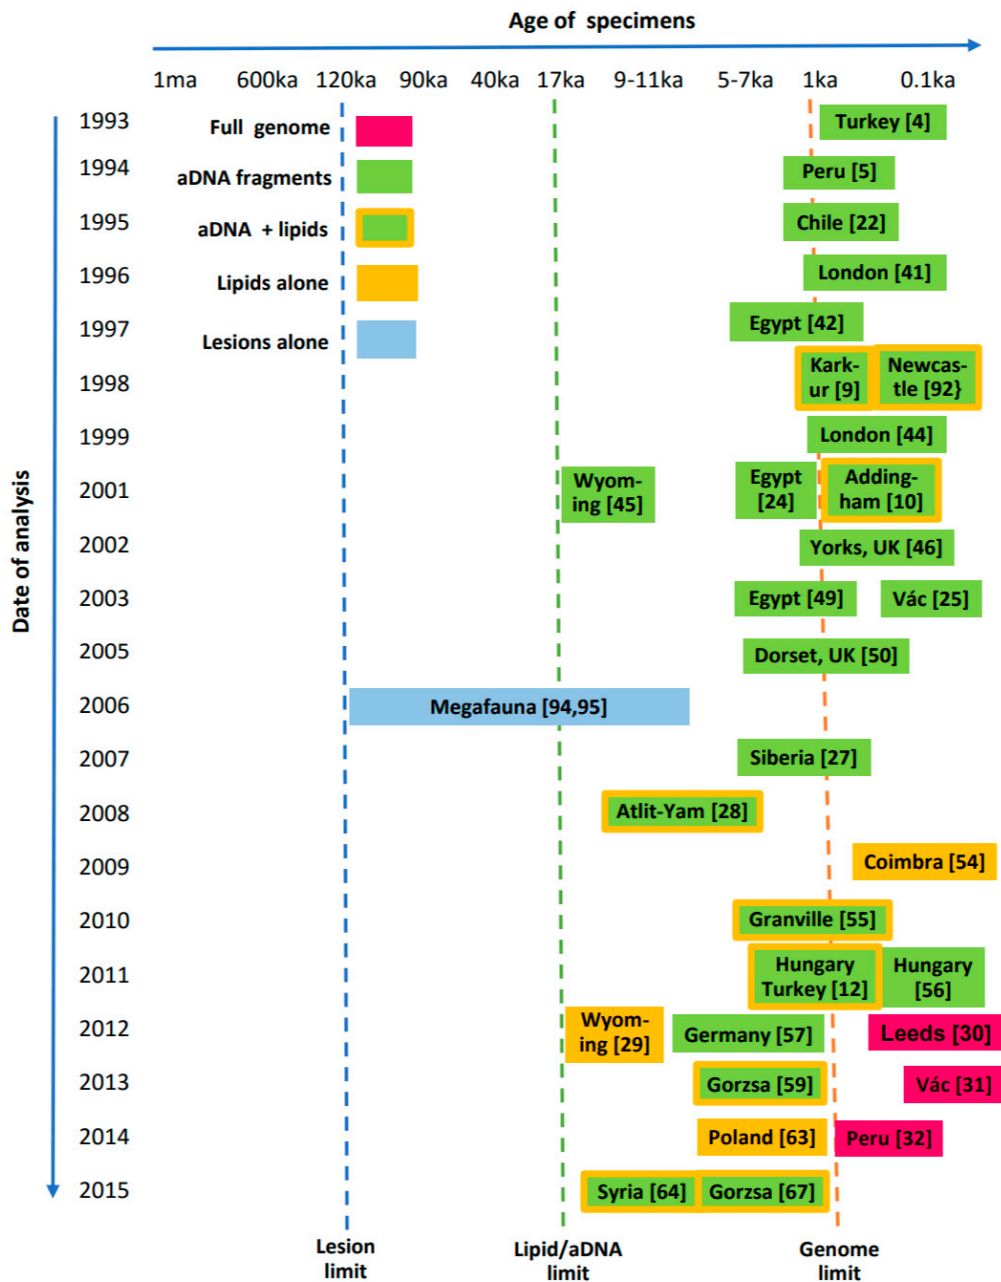 Age of specimens
1ma 600ka 120ka 90ka 40ka 17ka 9-11ka 5-7ka 1ka 0.1ka
Date of analysis
Full genome
aDNA fragments
aDNA + lipids
Lipids alone
Lesions alone
1993
Turkey [4]
1994
Peru [5]
1995
Chile [22]
1996
London [41]
1997
Egypt [42]
1998
Kark-
ur [9]
Newcas-
tle [92}
1999
London [44]
2001
Wyom-
ing [45]
Egypt
[24]
Adding-
ham [10]
2002
Yorks, UK [46]
2003
Egypt [49]
Vác [25]
2005
Dorset, UK [50]
2006
Megafauna [94,95]
2007
Siberia [27]
2008
Atlit-Yam [28]
2009
Coimbra [54]
2010
Granville [55]
2011
Hungary
Turkey [12]
Hungary
[56]
2012
Wyom-
ing [29]
Germany [57]
Leeds [30]
2013
Gorzsa [59]
Vác [31]
2014
Poland [63]
Peru [32]
2015
Syria [64]
Gorzsa [67]
Lesion
limit
Lipid/aDNA
limit
Genome
limit